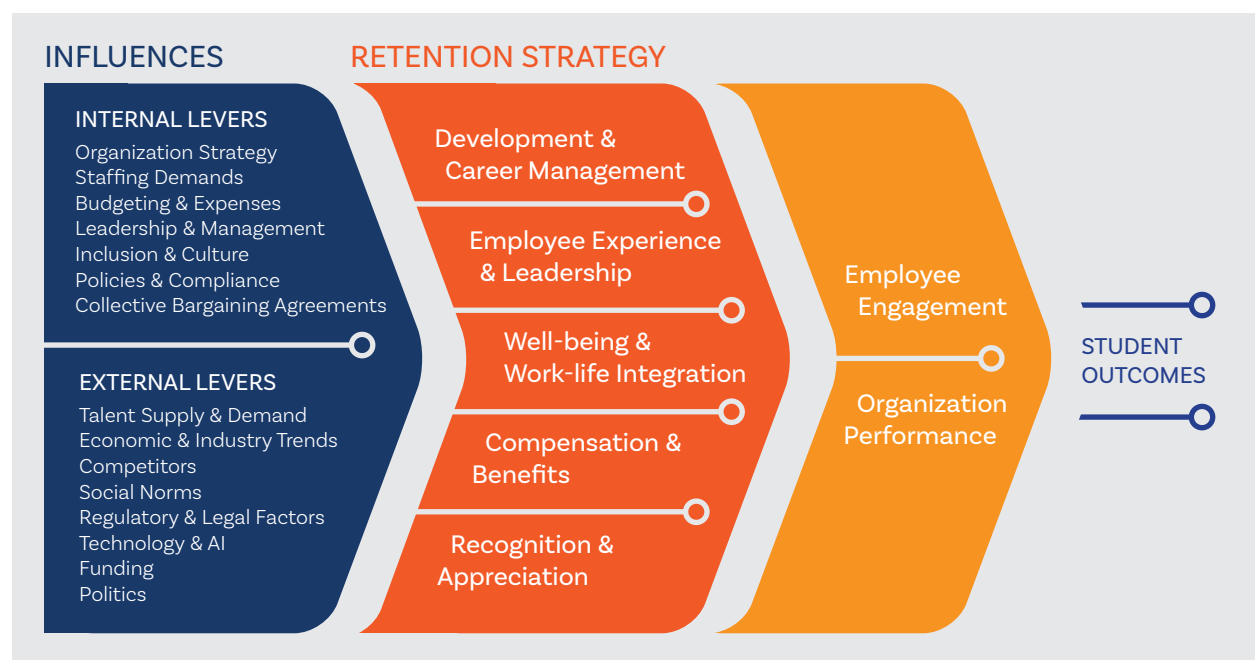 INFLUENCES
INTERNAL LEVERS
Organization Strategy
Staffing Demands
Budgeting & Expenses
Leadership & Management
Inclusion & Culture
Policies & Compliance
Collective Bargaining Agreements
EXTERNAL LEVERS
Talent Supply & Demand
Economic & Industry Trends
Competitors
Social Norms
Regulatory & Legal Factors
Technology & AI
Funding
Politics
RETENTION STRATEGY
Development &
Career Management
Employee Experience
& Leadership
Well-being &
Work-life Integration
Compensation &
Benefits
Recognition &
Appreciation
Employee
Engagement
Organization
Performance
STUDENT
OUTCOMES